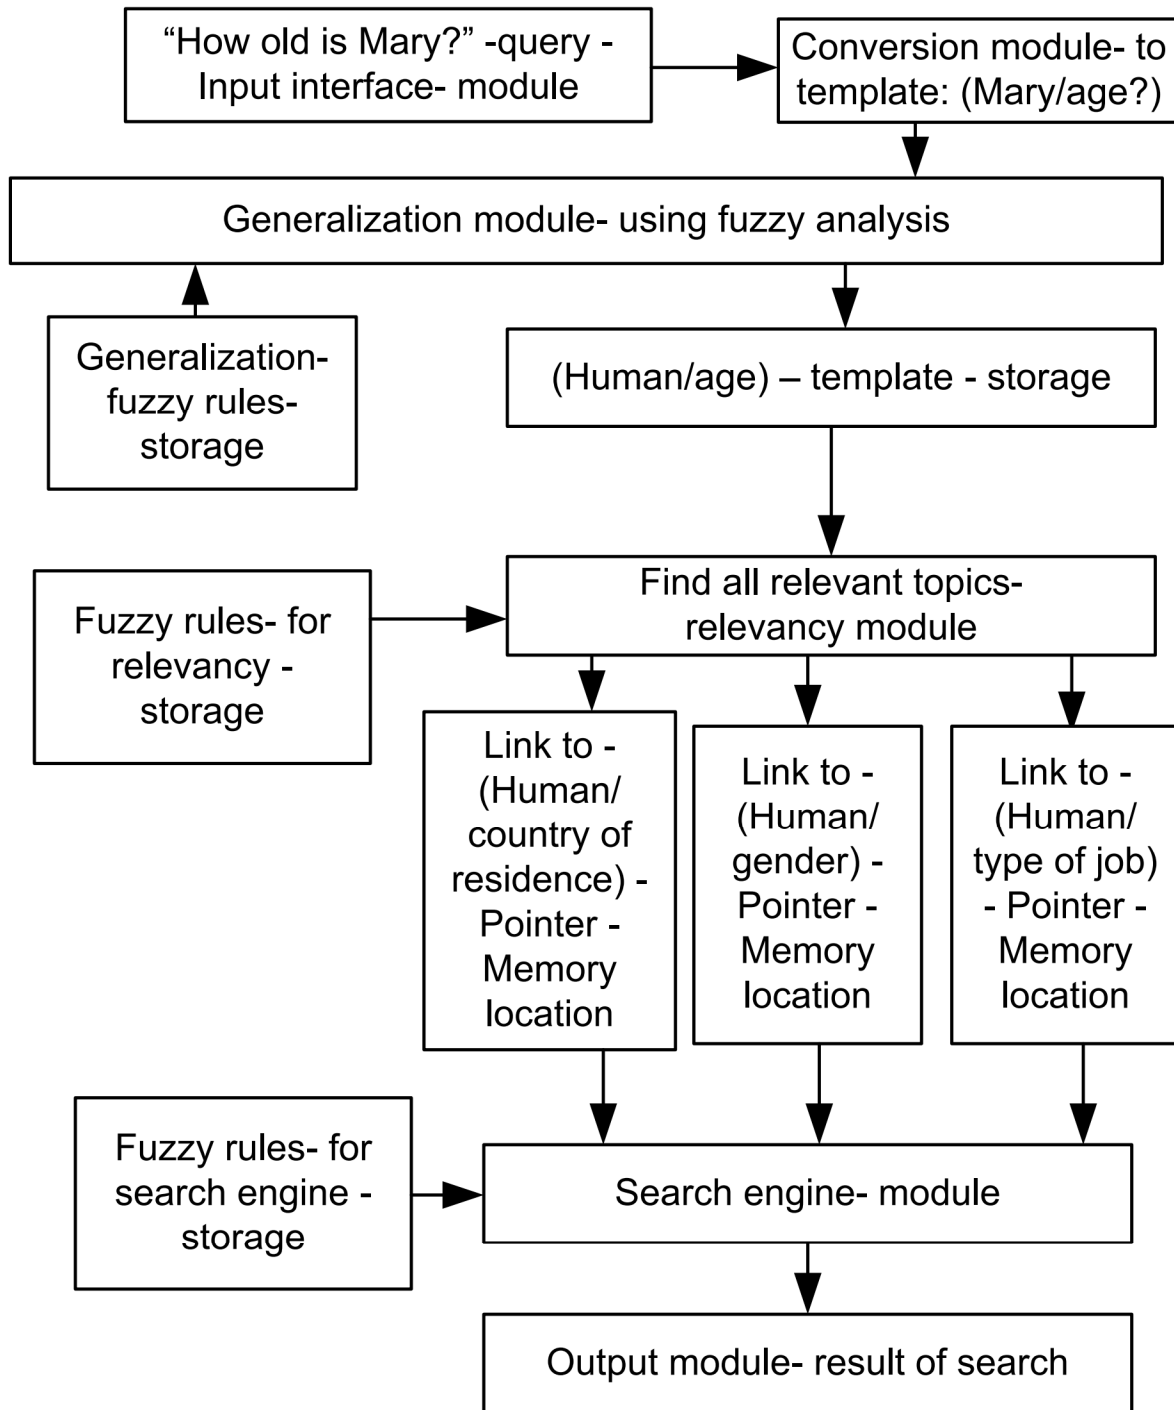 “How old is Mary?” -query -
Input interface- module
Conversion module- to
template: (Mary/age?)
Generalization module- using fuzzy analysis
Generalization-
fuzzy rules-
storage
(Human/age) – template - storage
Find all relevant topics-
relevancy module
Fuzzy rules- for
relevancy -
storage
Link to -
(Human/
country of
residence) -
Pointer -
Memory
location
Link to -
(Human/
gender) -
Pointer -
Memory
location
Link to -
(Human/
type of job)
- Pointer -
Memory
location
Fuzzy rules- for
search engine -
storage
Search engine- module
Output module- result of search